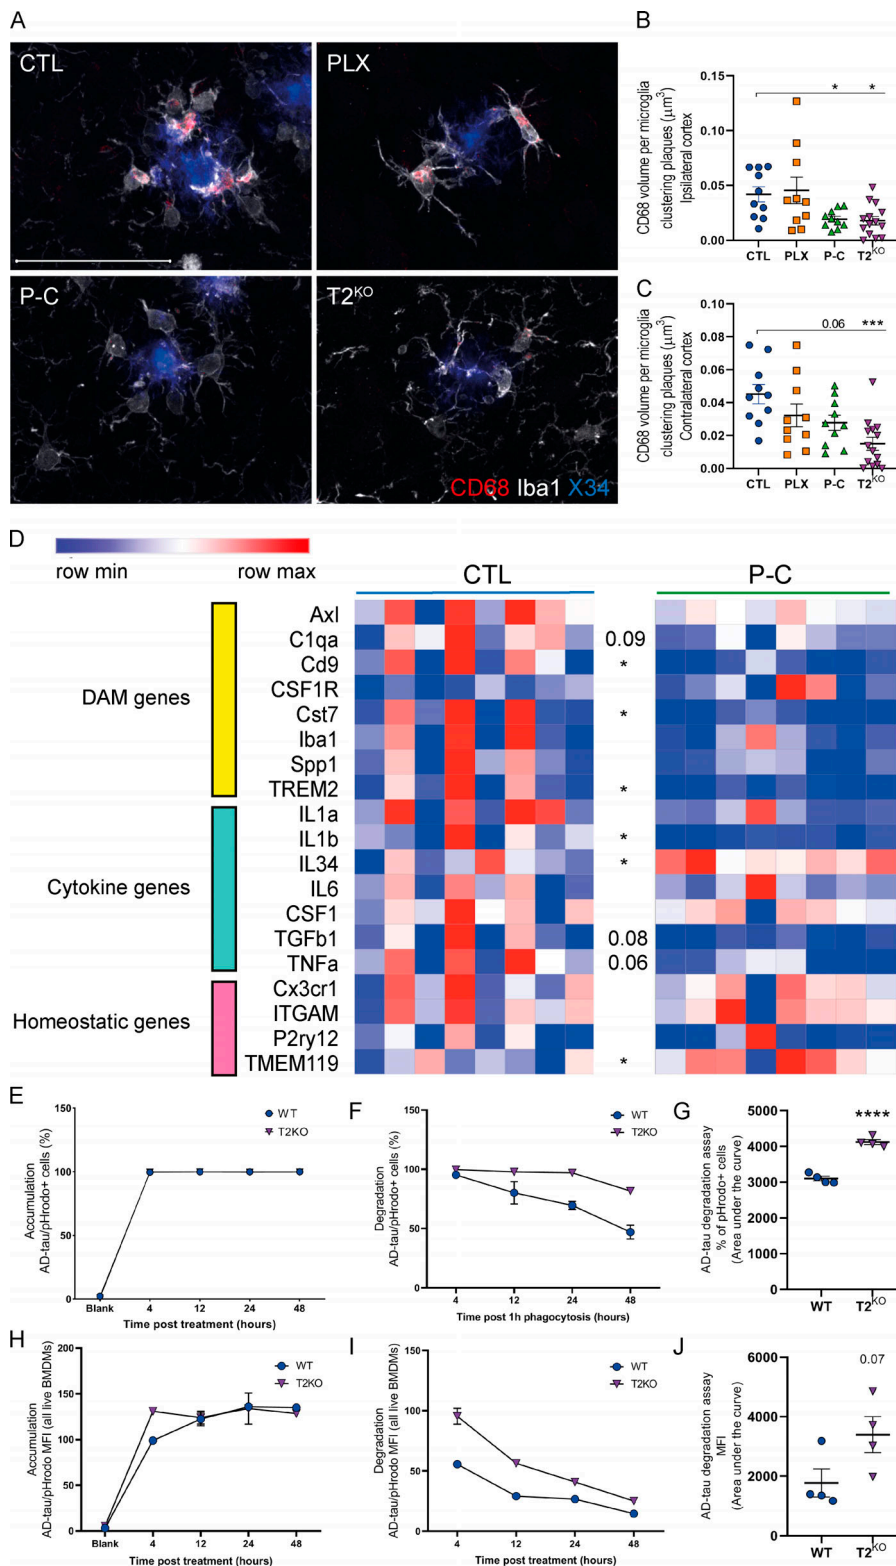 A
CTL
PLX
P-C
T2KO
CD68 Iba1 X34
B
CD68 volume per microglia
clustering plaques (µm3)
Ipsilateral cortex
0.15
0.10
0.05
0.00
* *
CTL PLX P-C T2KO
C
CD68 volume per microglia
clustering plaques (µm3)
Contralateral cortex
0.10
0.08
0.06
0.04
0.02
0.00
0.06 ***
CTL PLX P-C T2KO
D
row min row max
CTL P-C
DAM genes
Axl
C1qa 0.09
Cd9 *
CSF1R
Cst7 *
Iba1
Spp1
TREM2 *
Cytokine genes
IL1a
IL1b *
IL34 *
IL6
CSF1
TGFb1 0.08
TNFa 0.06
Homeostatic genes
Cx3cr1
ITGAM
P2ry12
TMEM119 *
E
Accumulation
AD-tau/pHrodo+ cells (%)
150
100
50
0
WT
T2KO
Blank 4 12 24 48
Time post treatment (hours)
F
Degradation
AD-tau/pHrodo+ cells (%)
150
100
50
0
WT
T2KO
4 12 24 48
Time post 1h phagocytosis (hours)
G
AD-tau degradation assay
% of pHrodo+ cells
(Area under the curve)
5000
4000
3000
2000
1000
0
****
WT T2KO
H
Accumulation
AD-tau/pHrodo MFI (all live BMDMs)
200
150
100
50
0
WT
T2KO
Blank 4 12 24 48
Time post treatment (hours)
I
Degradation
AD-tau/pHrodo MFI (all live BMDMs)
150
100
50
0
WT
T2KO
4 12 24 48
Time post treatment (hours)
J
AD-tau degradation assay
MFI
(Area under the curve)
6000
4000
2000
0
0.07
WT T2KO